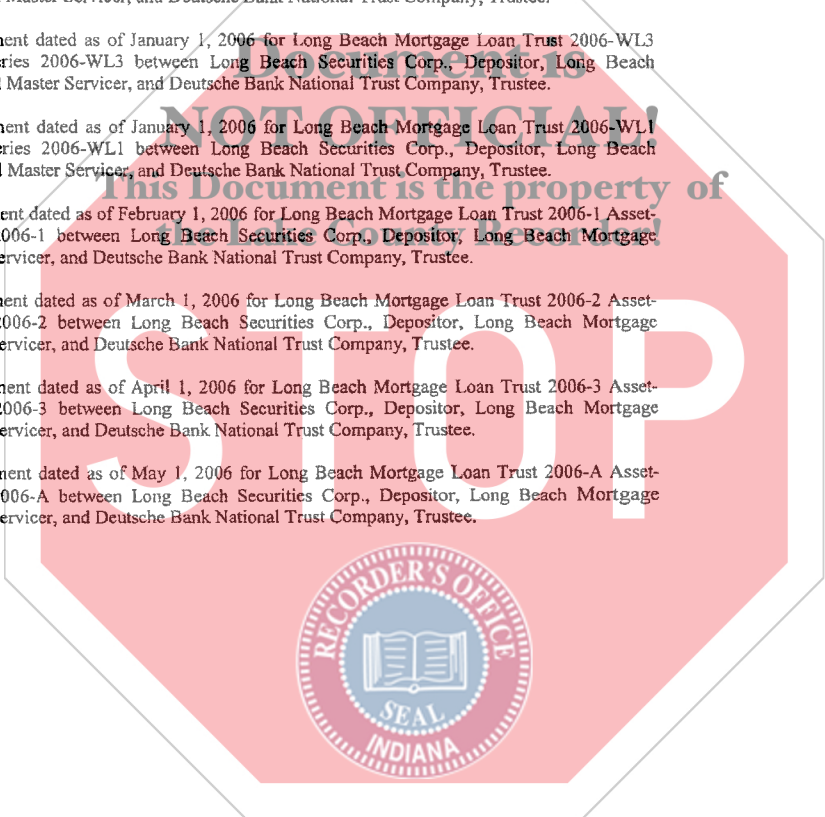 Master Servicer, and Deutsche Bank National Trust Company, Trustee.
ent dated as of January 1, 2006 for Long Beach Mortgage Loan Trust 2006-WL3
ries 2006-WL3 between Long Beach Securities Corp., Depositor, Long Beach
Master Servicer, and Deutsche Bank National Trust Company, Trustee.
ent dated as of January 1, 2006 for Long Beach Mortgage Loan Trust 2006-WL1
ries 2006-WL1 between Long Beach Securities Corp., Depositor, Long Beach
Master Servicer, and Deutsche Bank National Trust Company, Trustee.
ent dated as of February 1, 2006 for Long Beach Mortgage Loan Trust 2006-1 Asset-
006-1 between Long Beach Securities Corp., Depositor, Long Beach Mortgage
ervicer, and Deutsche Bank National Trust Company, Trustee.
ent dated as of March 1, 2006 for Long Beach Mortgage Loan Trust 2006-2 Asset-
006-2 between Long Beach Securities Corp., Depositor, Long Beach Mortgage
ervicer, and Deutsche Bank National Trust Company, Trustee.
ent dated as of April 1, 2006 for Long Beach Mortgage Loan Trust 2006-3 Asset-
006-3 between Long Beach Securities Corp., Depositor, Long Beach Mortgage
ervicer, and Deutsche Bank National Trust Company, Trustee.
ent dated as of May 1, 2006 for Long Beach Mortgage Loan Trust 2006-A Asset-
006-A between Long Beach Securities Corp., Depositor, Long Beach Mortgage
ervicer, and Deutsche Bank National Trust Company, Trustee.
Document is
NOT OFFICIAL!
This Document is the property of
the Lake County Recorder!
STOP
RECORDER'S OFFICE
SEAL
INDIANA